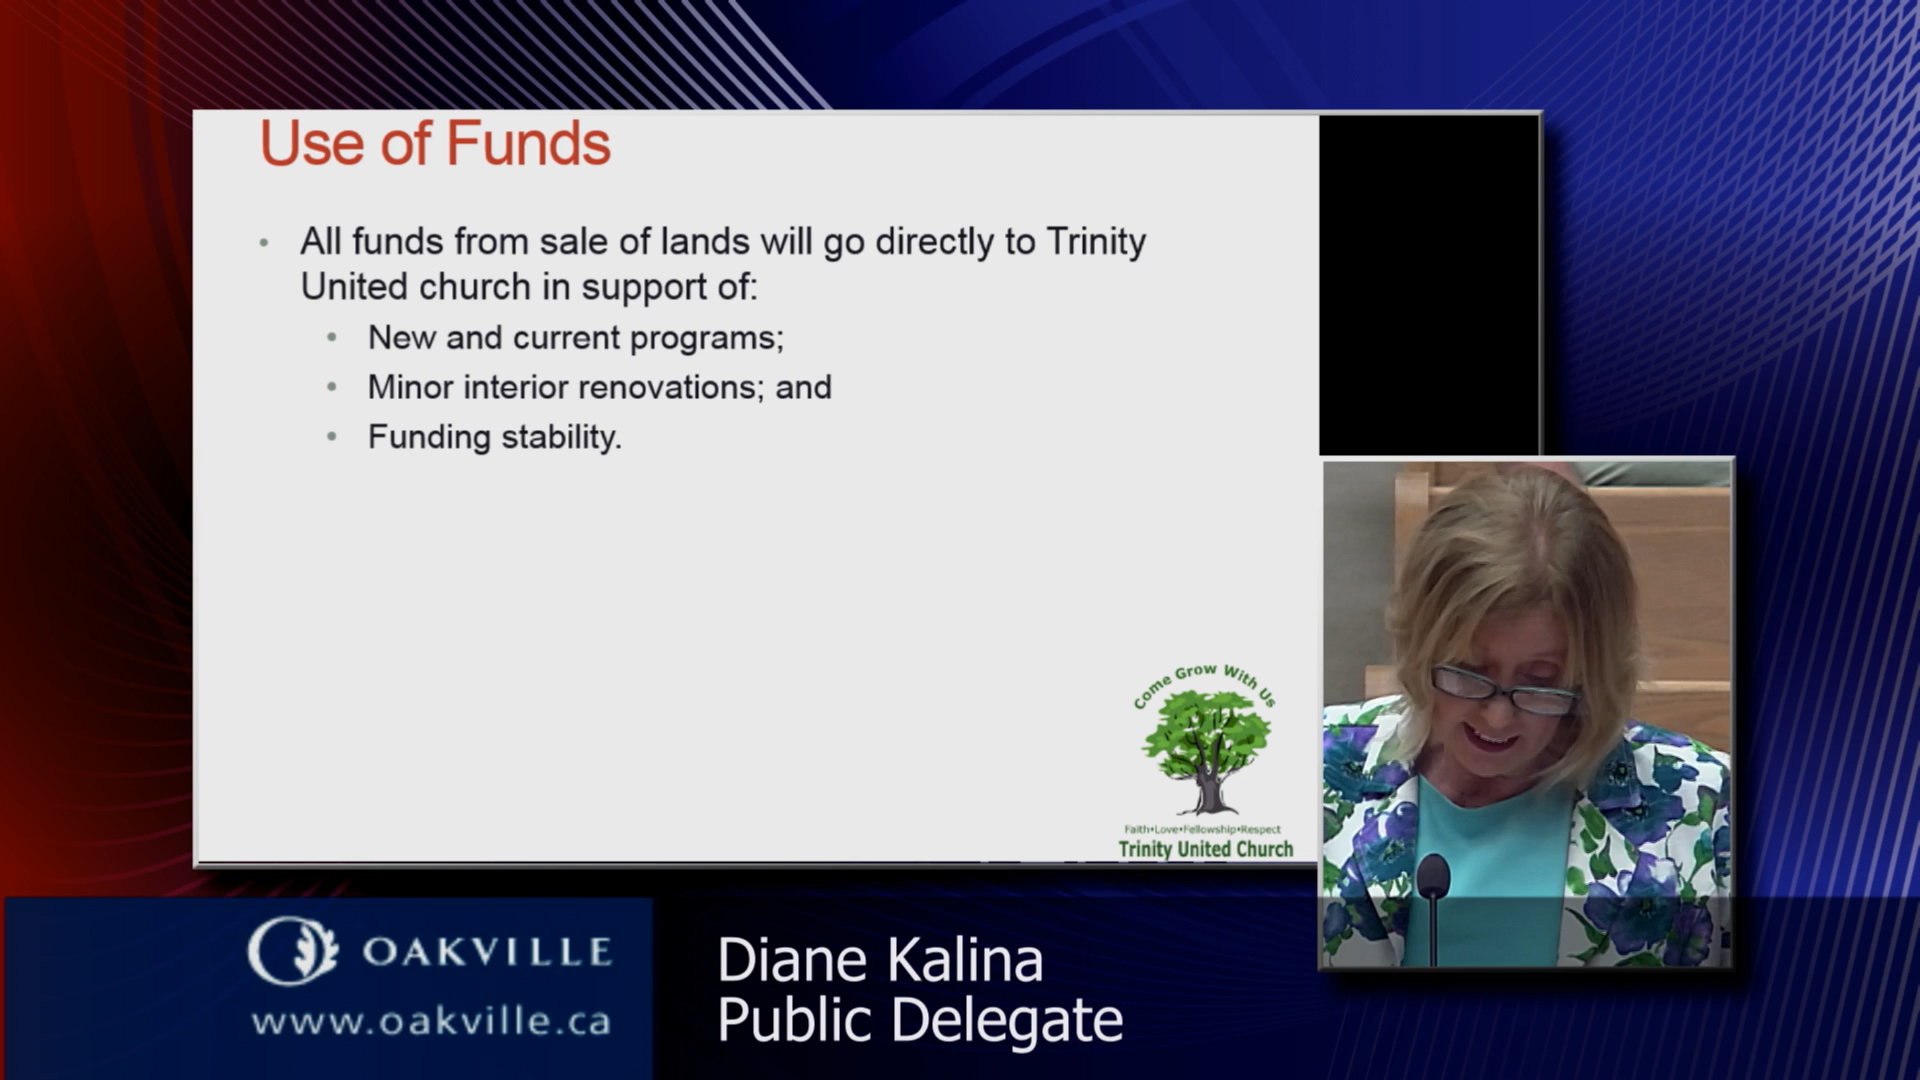 Use of Funds
• All funds from sale of lands will go directly to Trinity
United church in support of:
• New and current programs;
• Minor interior renovations; and
• Funding stability.
Come Grow With Us
Faith•Love•Fellowship•Respect
Trinity United Church
OAKVILLE
www.oakville.ca
Diane Kalina
Public Delegate